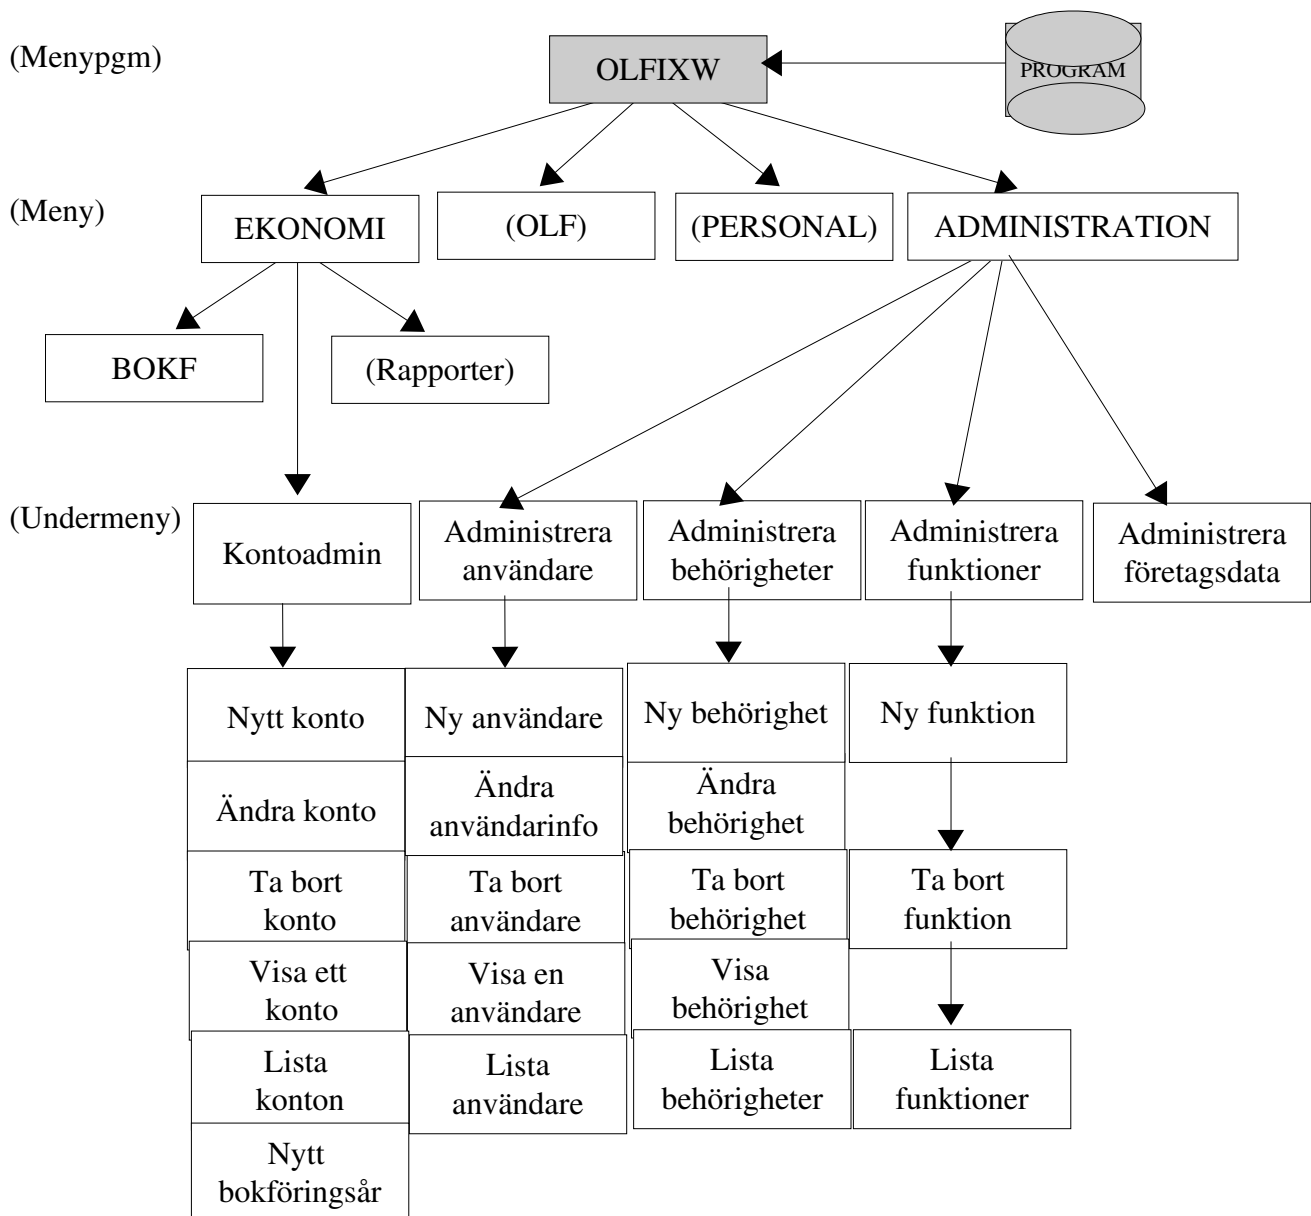 (Menypgm)
OLFIXW
PROGRAM
(Meny)
EKONOMI
(OLF)
(PERSONAL)
ADMINISTRATION
BOKF
(Rapporter)
(Undermeny)
Kontoadmin
Administrera
användare
Administrera
behörigheter
Administrera
funktioner
Administrera
företagsdata
Nytt konto
Ny användare
Ny behörighet
Ny funktion
Ändra konto
Ändra
användarinfo
Ändra
behörighet
Ta bort
konto
Ta bort
användare
Ta bort
behörighet
Ta bort
funktion
Visa ett
konto
Visa en
användare
Visa
behörighet
Lista
konton
Lista
användare
Lista
behörigheter
Lista
funktioner
Nytt
bokföringsår